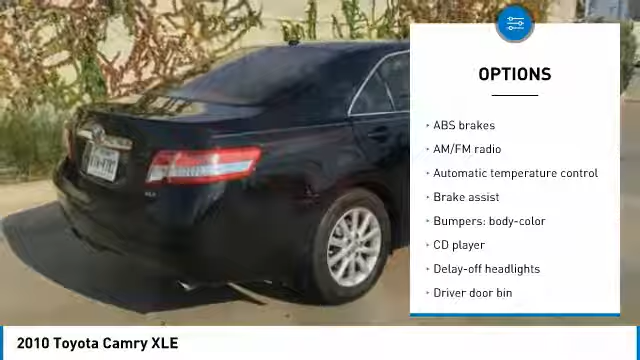 OPTIONS
ABS brakes
AM/FM radio
Automatic temperature control
Brake assist
Bumpers: body-color
CD player
Delay-off headlights
Driver door bin
2010 Toyota Camry XLE